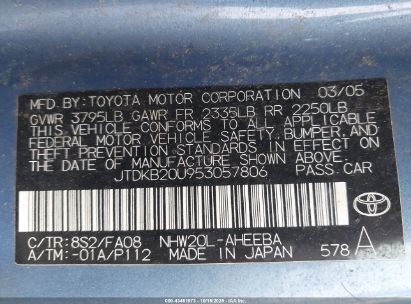 MFD. BY: TOYOTA MOTOR CORPORATION 03/05
GVWR 3795LB GAWR FR 2335LB RR 2250LB
THIS VEHICLE CONFORMS TO ALL APPLICABLE
FEDERAL MOTOR VEHICLE SAFETY, BUMPER, AND
THEFT PREVENTION STANDARDS IN EFFECT ON
THE DATE OF MANUFACTURE SHOWN ABOVE.
JTDKB20U953057806 PASS.CAR
C/TR: 8S2/FA08 NHW20L-AHEEBA
A/TM: -01A/P112 MADE IN JAPAN 578 A
TOYOTA